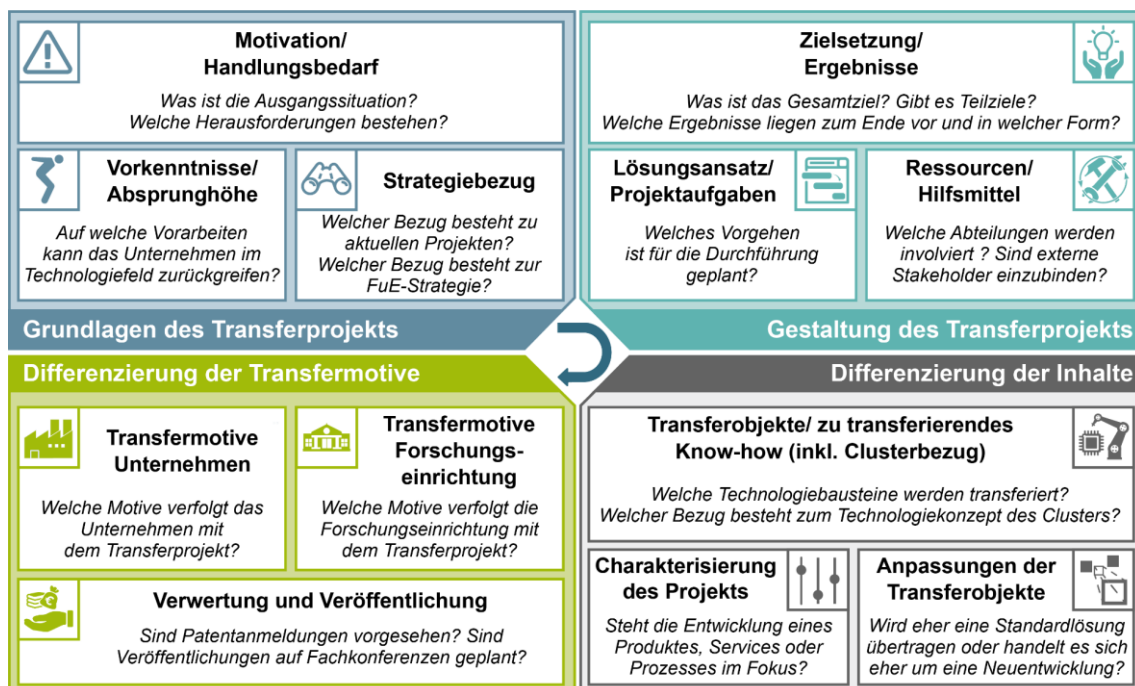 Motivation/
Handlungsbedarf
Was ist die Ausgangssituation?
Welche Herausforderungen bestehen?
Vorkenntnisse/
Absprunghöhe
Auf welche Vorarbeiten
kann das Unternehmen im
Technologiefeld zurückgreifen?
Strategiebezug
Welcher Bezug besteht zu
aktuellen Projekten?
Welcher Bezug besteht zur
FuE-Strategie?
Grundlagen des Transferprojekts
Zielsetzung/
Ergebnisse
Was ist das Gesamtziel? Gibt es Teilziele?
Welche Ergebnisse liegen zum Ende vor und in welcher Form?
Lösungsansatz/
Projektaufgaben
Welches Vorgehen
ist für die Durchführung
geplant?
Ressourcen/
Hilfsmittel
Welche Abteilungen werden
involviert ? Sind externe
Stakeholder einzubinden?
Gestaltung des Transferprojekts
Differenzierung der Transfermotive
Transfermotive
Unternehmen
Welche Motive verfolgt das
Unternehmen mit
dem Transferprojekt?
Transfermotive
Forschungs-
einrichtung
Welche Motive verfolgt die
Forschungseinrichtung mit
dem Transferprojekt?
Verwertung und Veröffentlichung
Sind Patentanmeldungen vorgesehen? Sind
Veröffentlichungen auf Fachkonferenzen geplant?
Differenzierung der Inhalte
Transferobjekte/ zu transferierendes
Know-how (inkl. Clusterbezug)
Welche Technologiebausteine werden transferiert?
Welcher Bezug besteht zum Technologiekonzept des Clusters?
Charakterisierung
des Projekts
Steht die Entwicklung eines
Produktes, Services oder
Prozesses im Fokus?
Anpassungen der
Transferobjekte
Wird eher eine Standardlösung
übertragen oder handelt es sich
eher um eine Neuentwicklung?